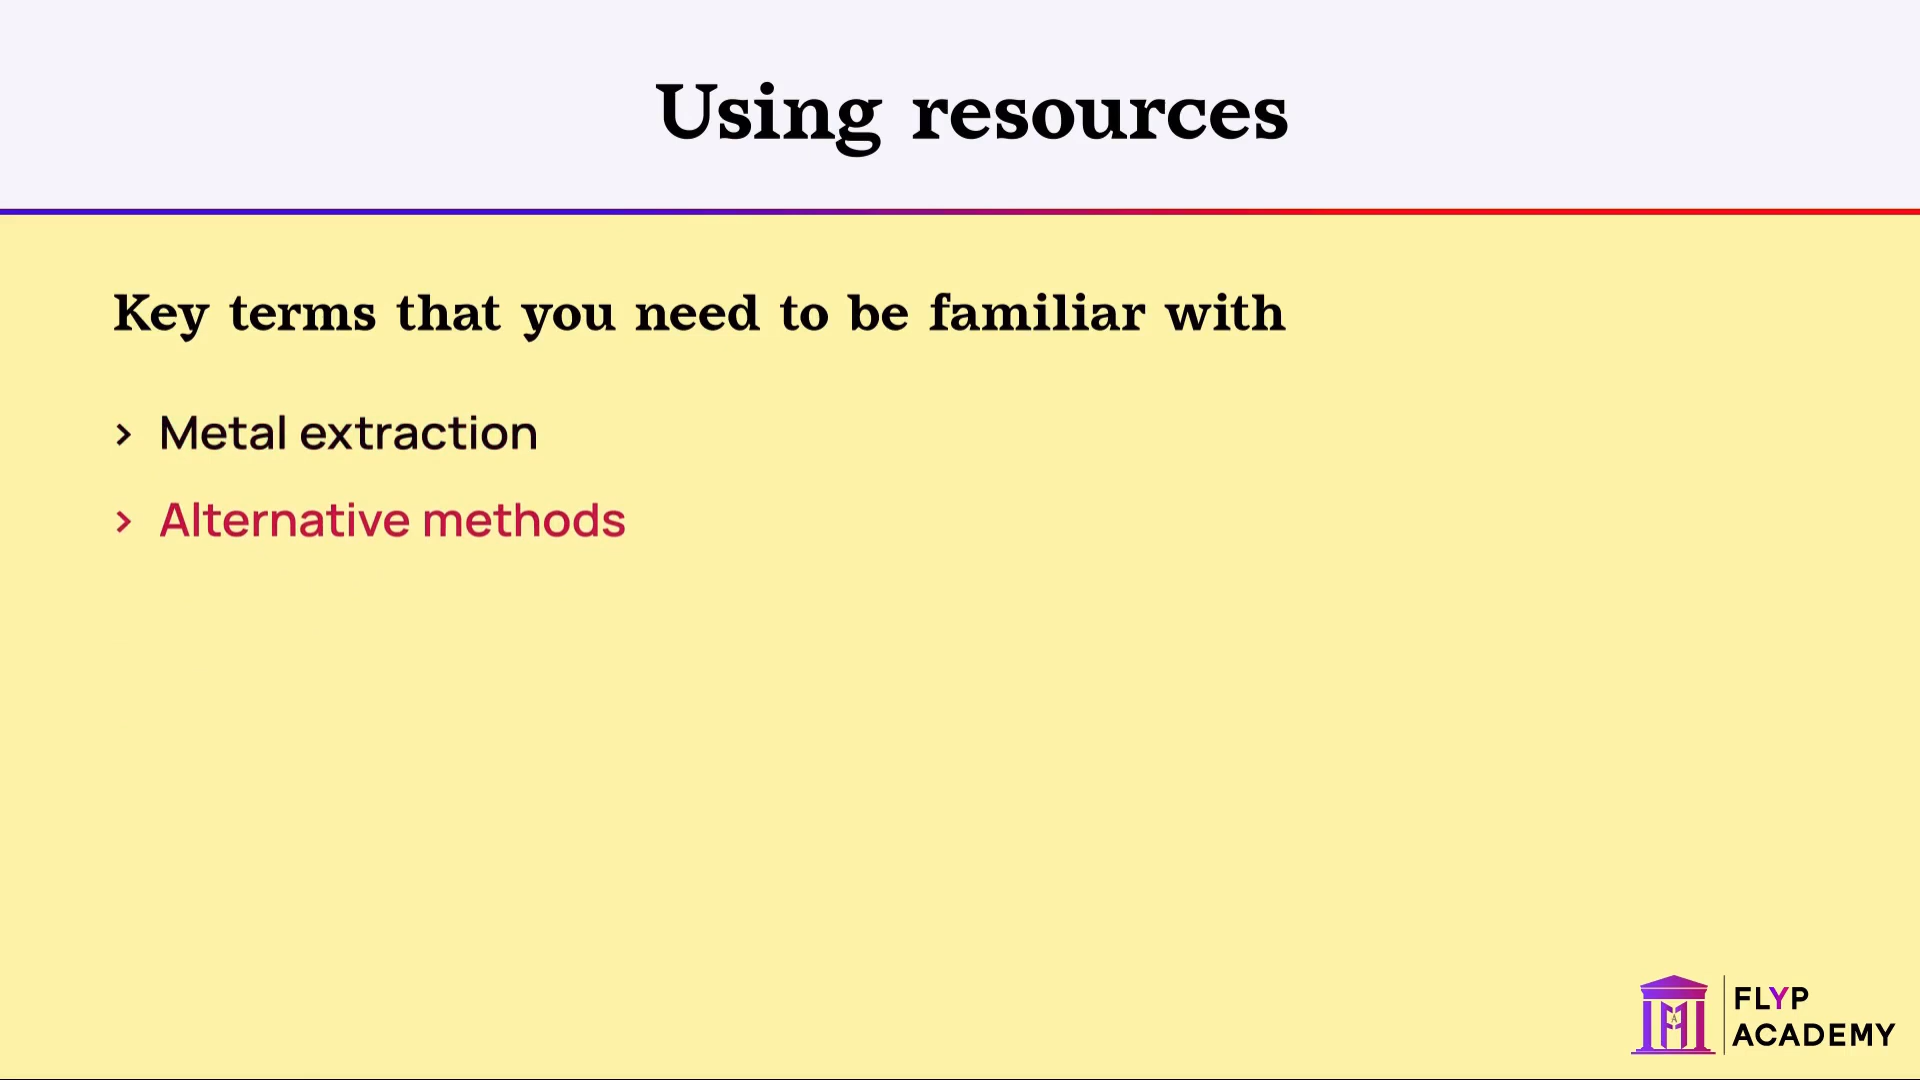 Using resources
Key terms that you need to be familiar with
> Metal extraction
> Alternative methods
FLYP
ACADEMY